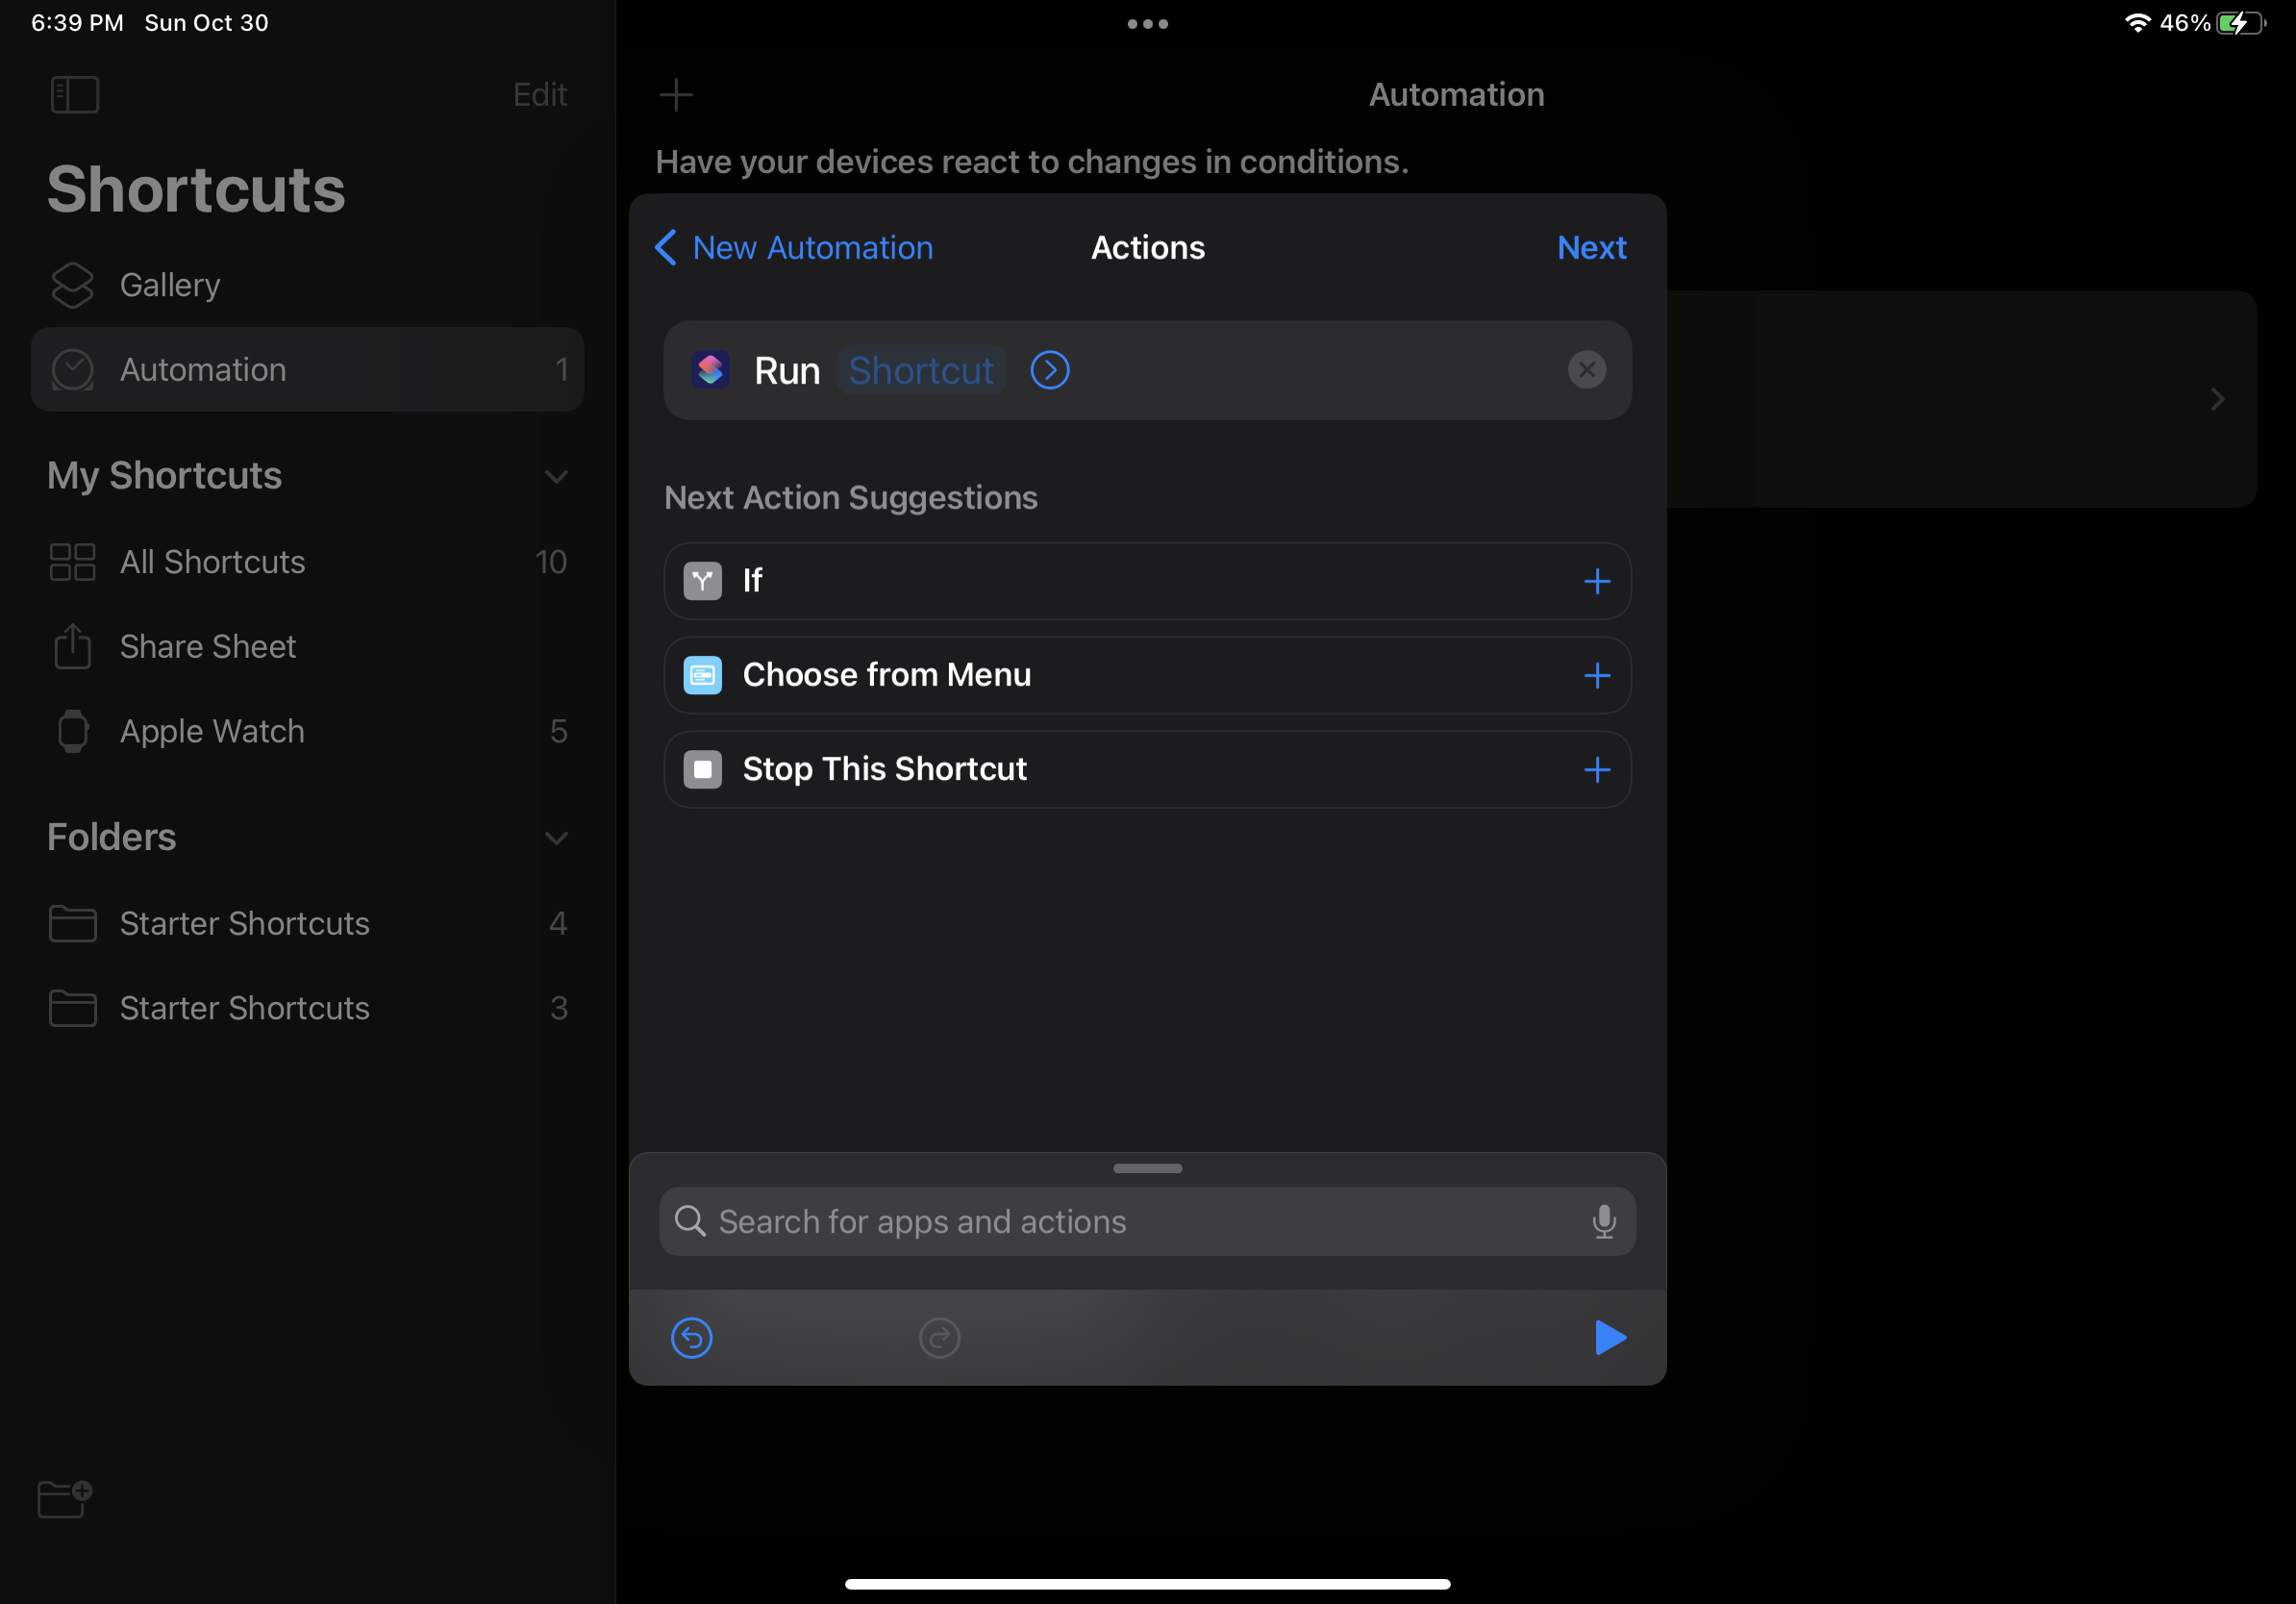 6:39 PM Sun Oct 30
46%
Edit
Shortcuts
Gallery
Automation 1
My Shortcuts
All Shortcuts 10
Share Sheet
Apple Watch 5
Folders
Starter Shortcuts 4
Starter Shortcuts 3
Automation
Have your devices react to changes in conditions.
New Automation Actions Next
Run Shortcut
Next Action Suggestions
If
Choose from Menu
Stop This Shortcut
Search for apps and actions